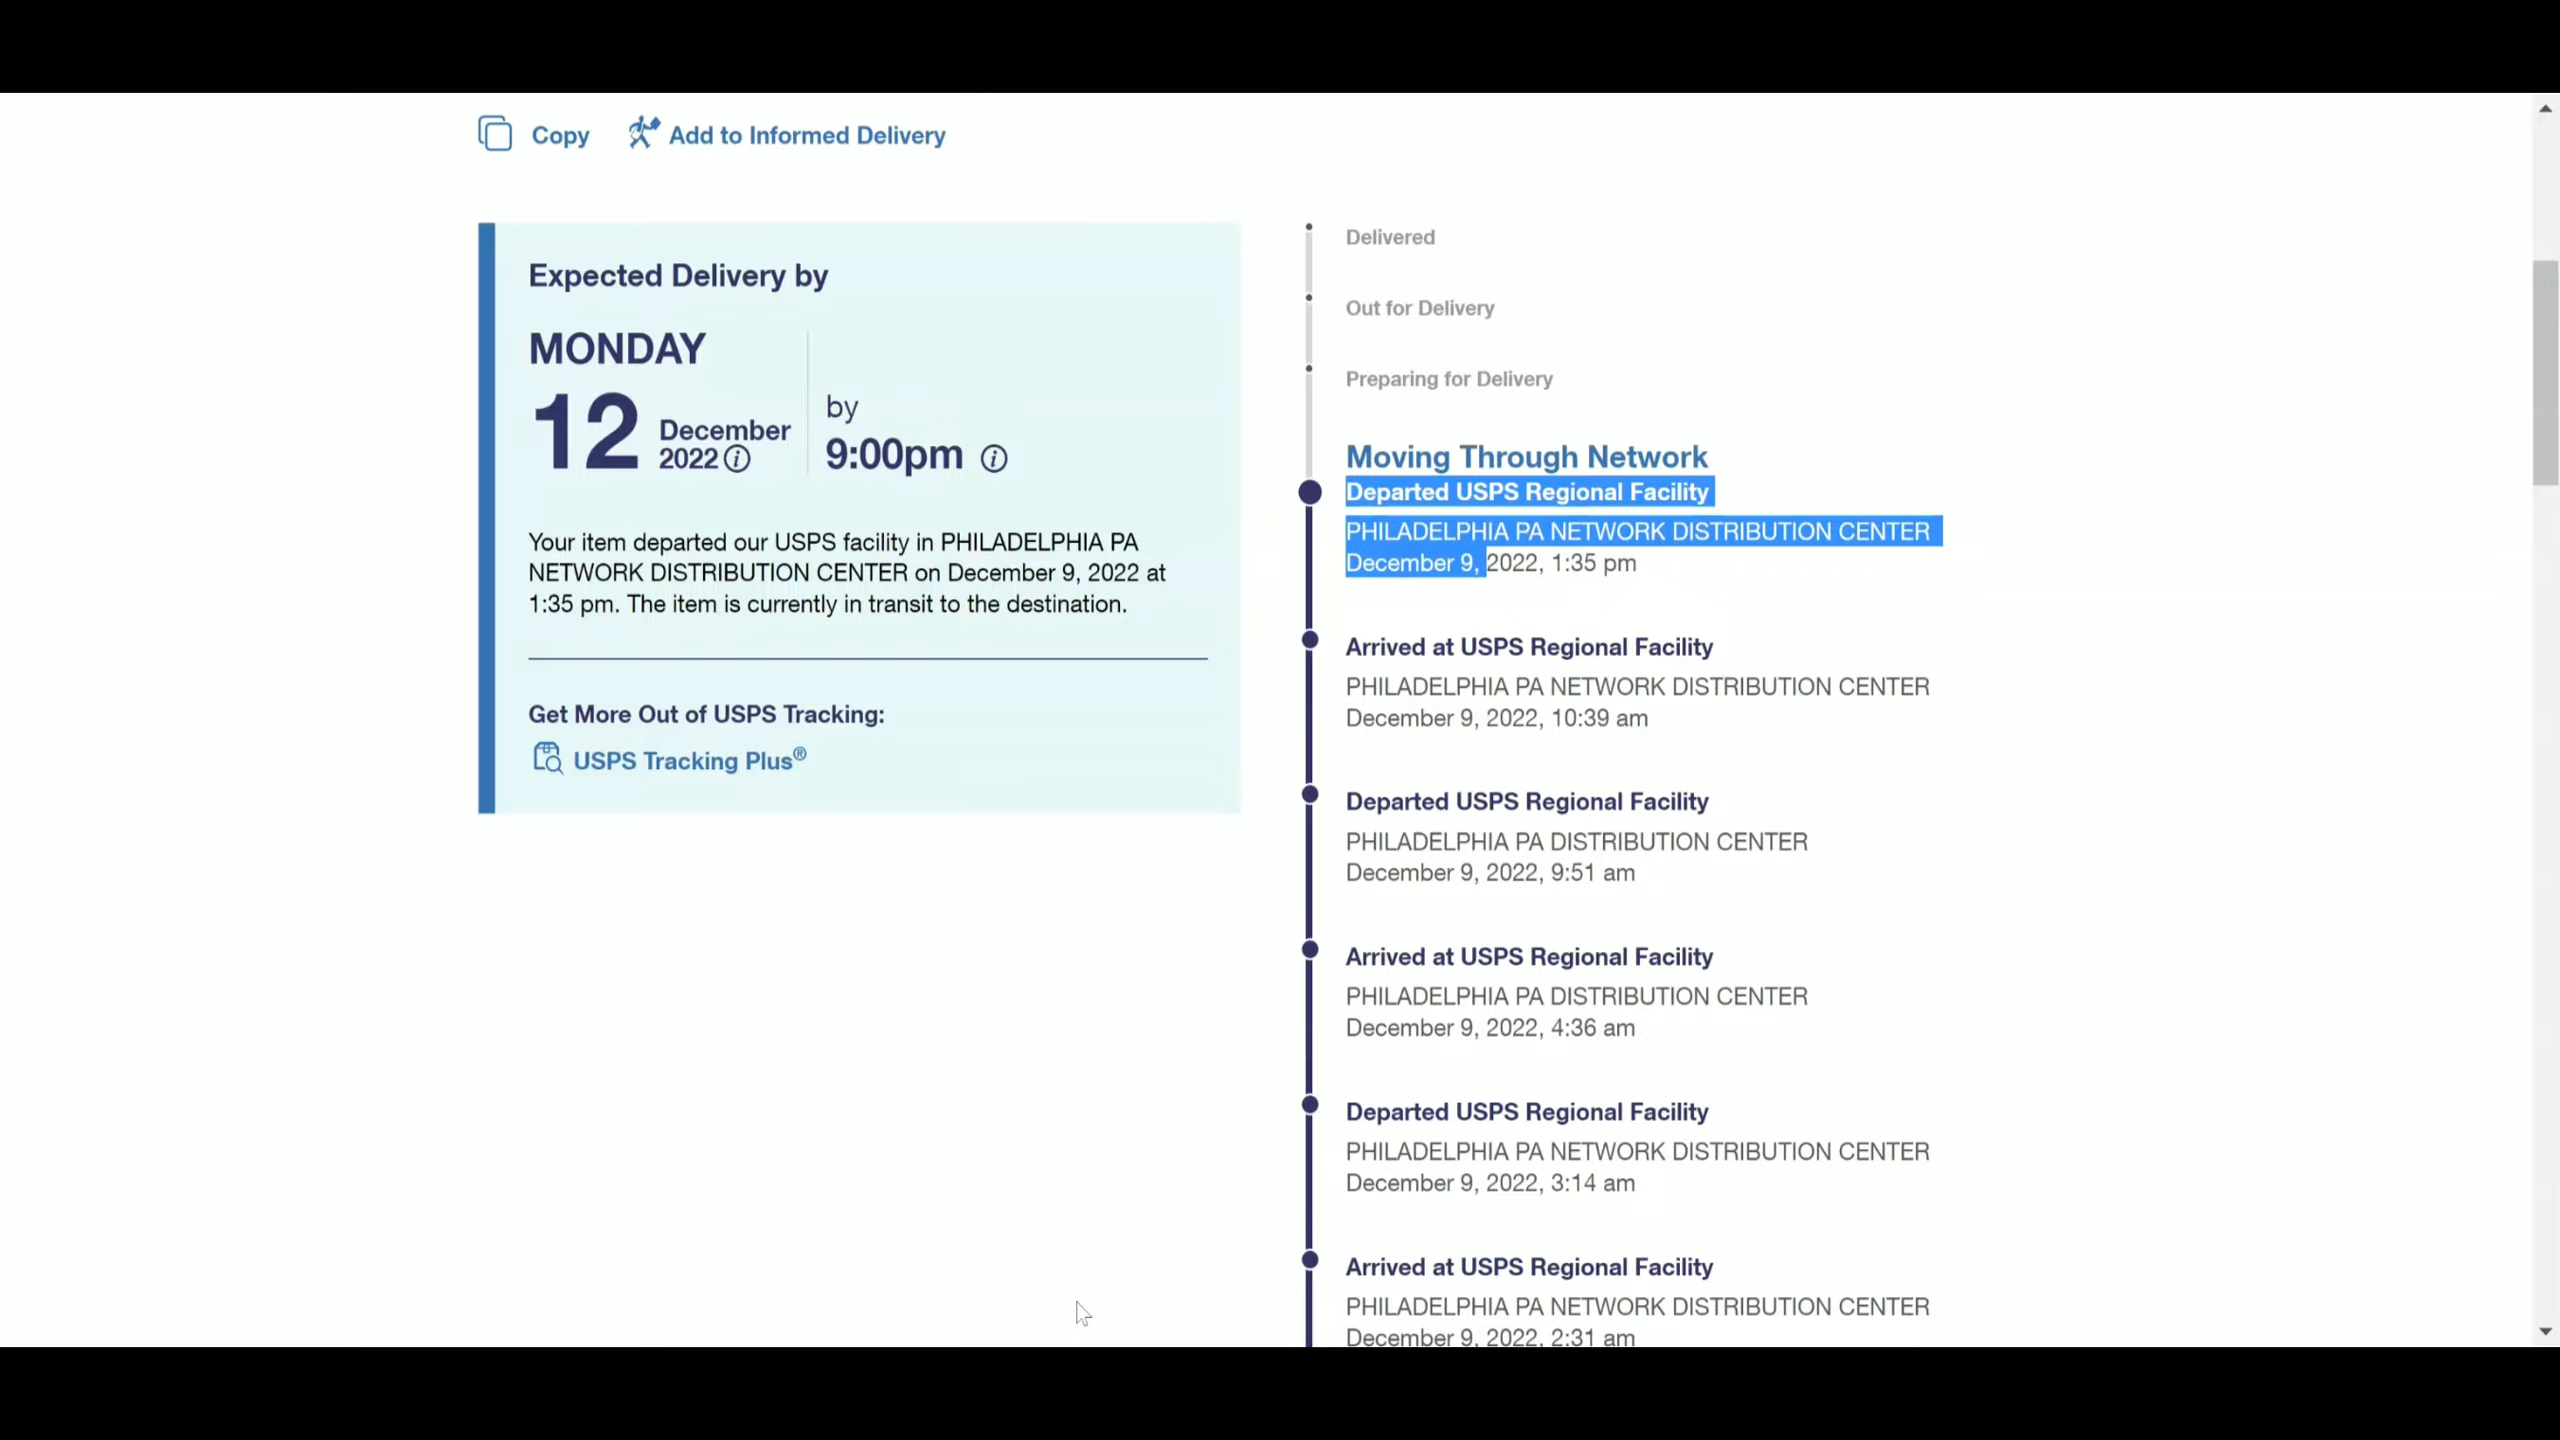 Copy
Add to Informed Delivery
Expected Delivery by
MONDAY
12
December
2022
by
9:00pm
Your item departed our USPS facility in PHILADELPHIA PA
NETWORK DISTRIBUTION CENTER on December 9, 2022 at
1:35 pm. The item is currently in transit to the destination.
Get More Out of USPS Tracking:
USPS Tracking Plus®
Delivered
Out for Delivery
Preparing for Delivery
Moving Through Network
Departed USPS Regional Facility
PHILADELPHIA PA NETWORK DISTRIBUTION CENTER
December 9, 2022, 1:35 pm
Arrived at USPS Regional Facility
PHILADELPHIA PA NETWORK DISTRIBUTION CENTER
December 9, 2022, 10:39 am
Departed USPS Regional Facility
PHILADELPHIA PA DISTRIBUTION CENTER
December 9, 2022, 9:51 am
Arrived at USPS Regional Facility
PHILADELPHIA PA DISTRIBUTION CENTER
December 9, 2022, 4:36 am
Departed USPS Regional Facility
PHILADELPHIA PA NETWORK DISTRIBUTION CENTER
December 9, 2022, 3:14 am
Arrived at USPS Regional Facility
PHILADELPHIA PA NETWORK DISTRIBUTION CENTER
December 9, 2022, 2:31 am